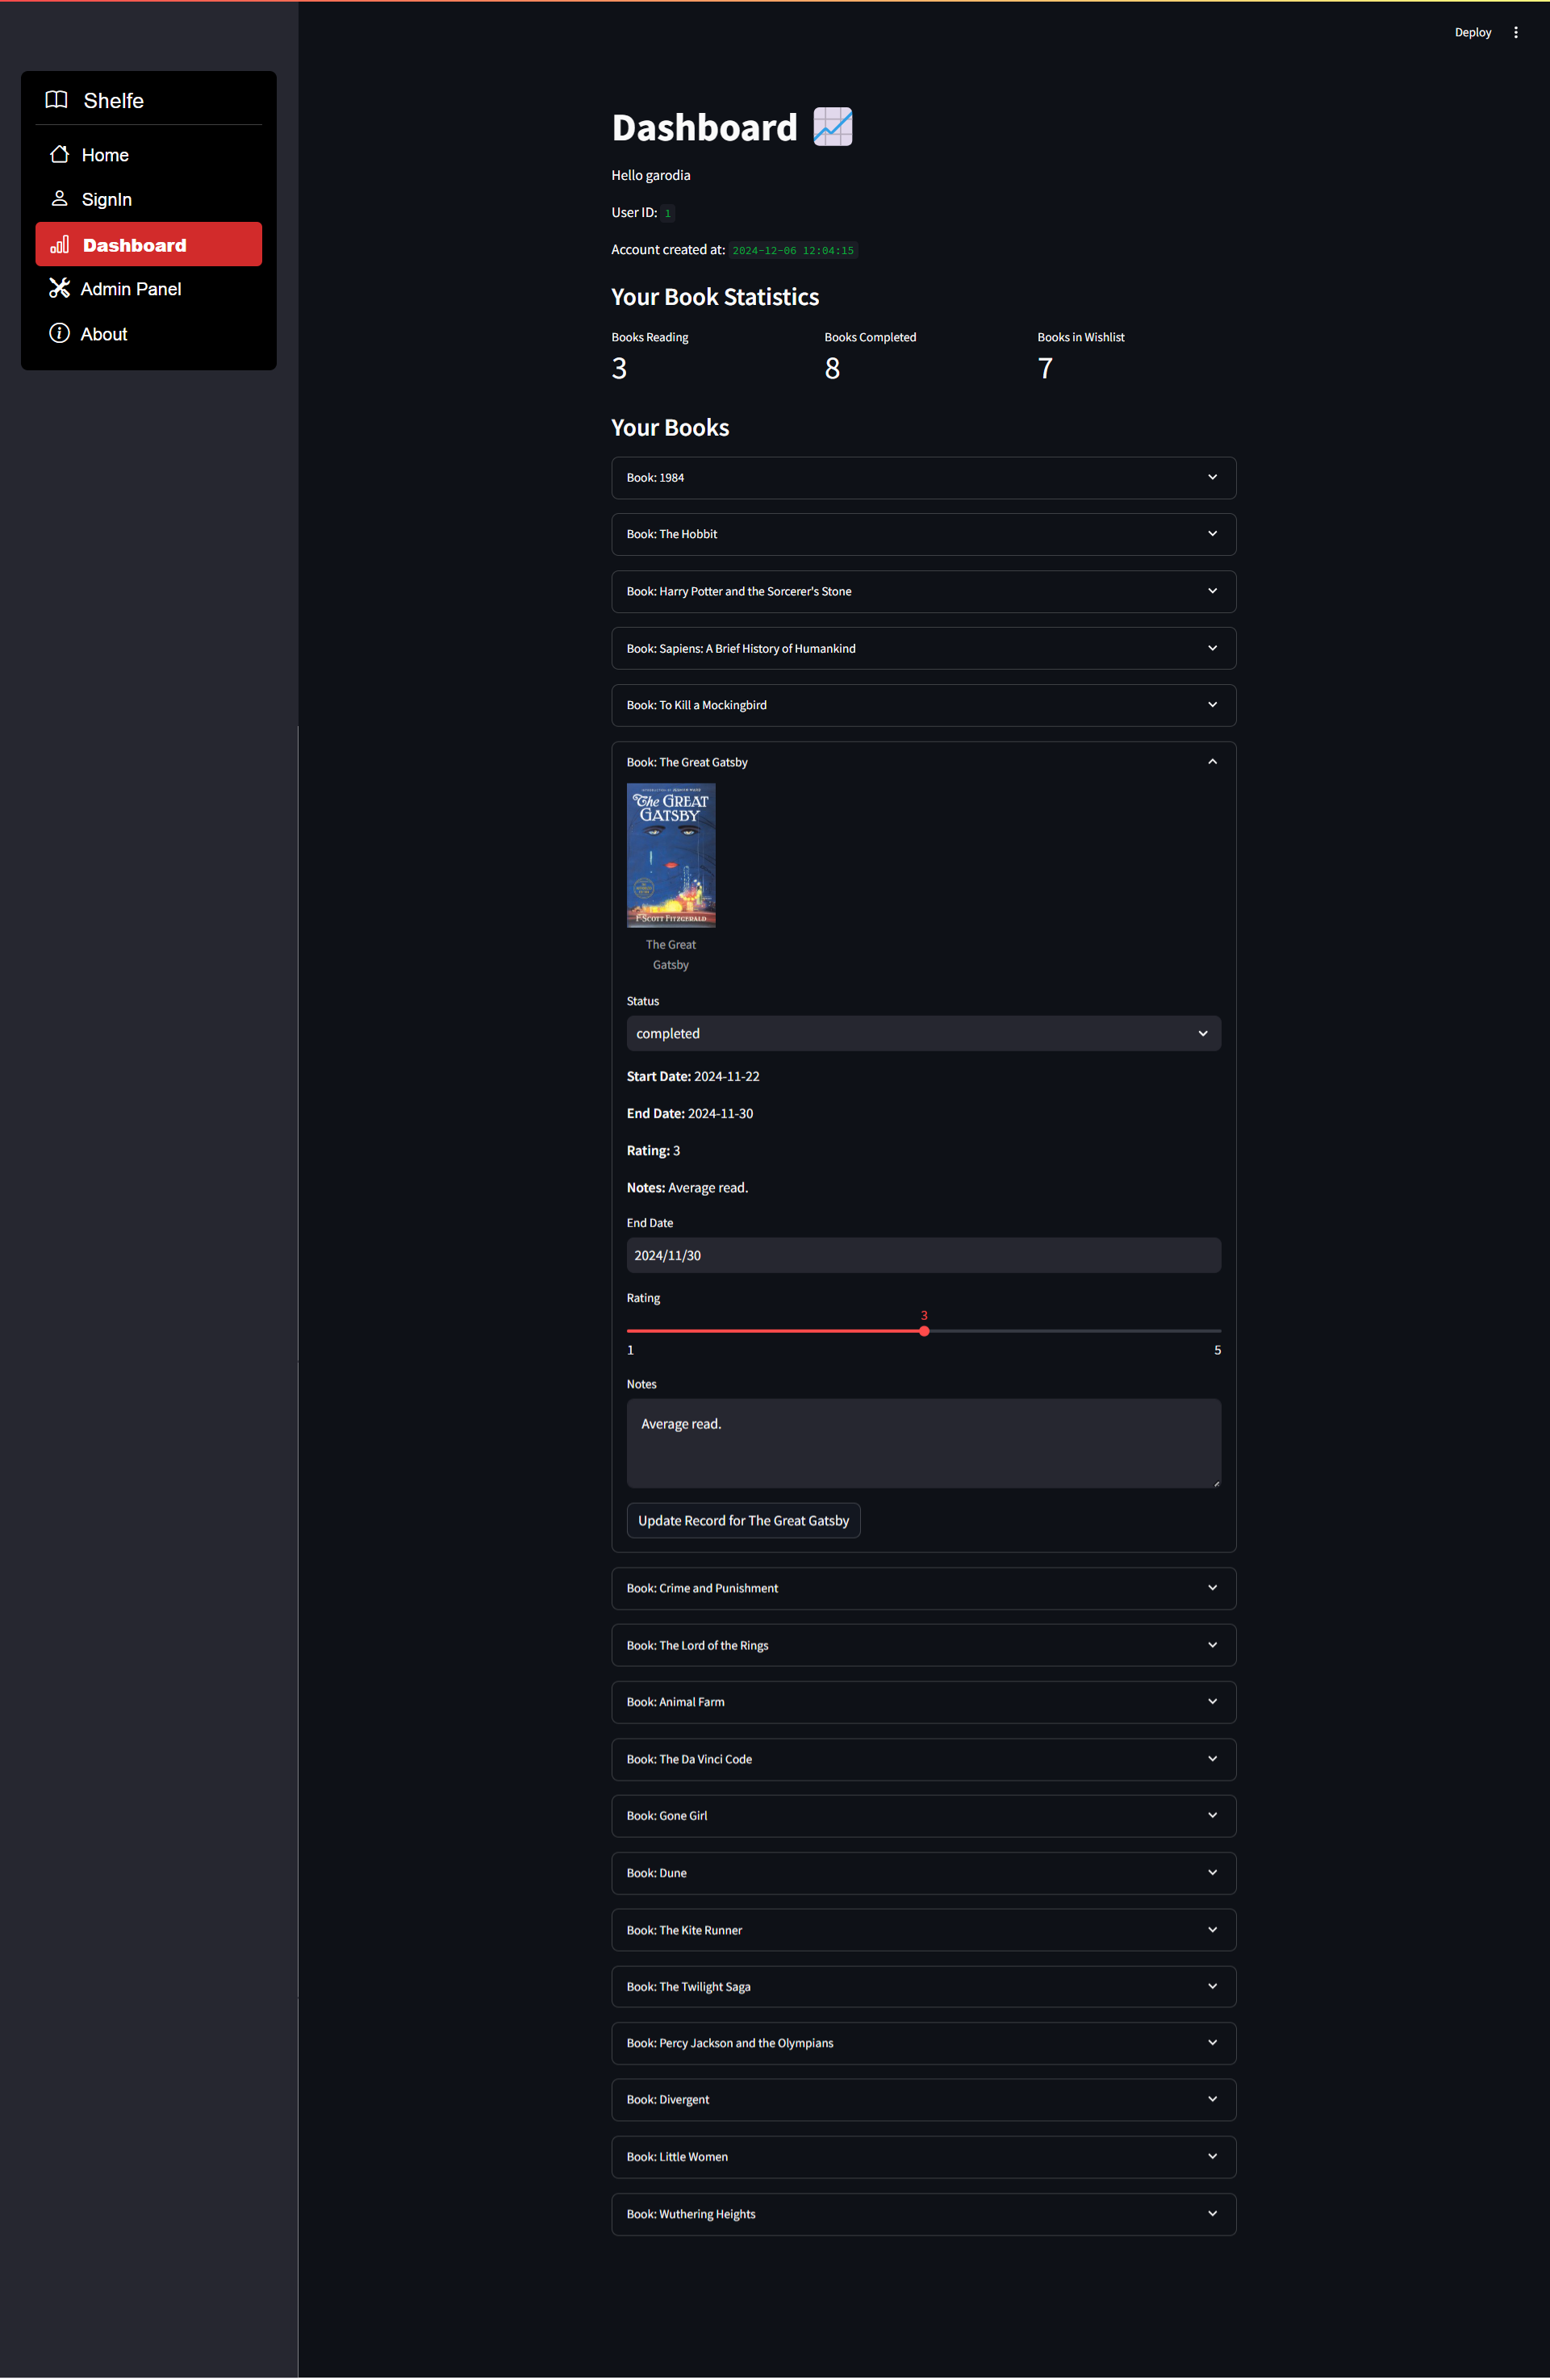 Deploy
Shelfe
Home
SignIn
Dashboard
Admin Panel
About
Dashboard
Hello garodia
User ID: 1
Account created at: 2024-12-06 12:04:15
Your Book Statistics
Books Reading
3
Books Completed
8
Books in Wishlist
7
Your Books
Book: 1984
Book: The Hobbit
Book: Harry Potter and the Sorcerer's Stone
Book: Sapiens: A Brief History of Humankind
Book: To Kill a Mockingbird
Book: The Great Gatsby
The GREAT
GATSBY
F. SCOTT FITZGERALD
The Great
Gatsby
Status
completed
Start Date: 2024-11-22
End Date: 2024-11-30
Rating: 3
Notes: Average read.
End Date
2024/11/30
Rating
3
1 5
Notes
Average read.
Update Record for The Great Gatsby
Book: Crime and Punishment
Book: The Lord of the Rings
Book: Animal Farm
Book: The Da Vinci Code
Book: Gone Girl
Book: Dune
Book: The Kite Runner
Book: The Twilight Saga
Book: Percy Jackson and the Olympians
Book: Divergent
Book: Little Women
Book: Wuthering Heights